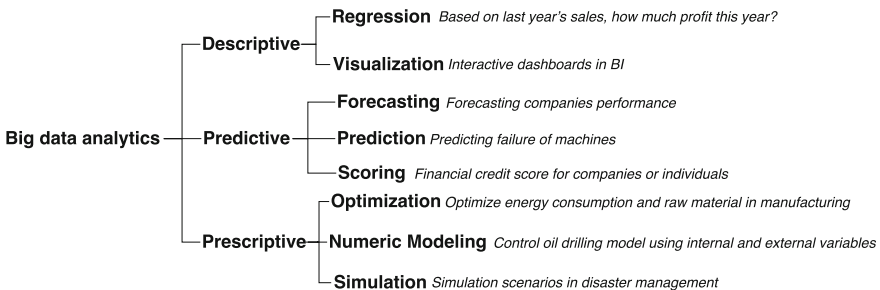 Big data analytics
Descriptive
Regression Based on last year's sales, how much profit this year?
Visualization Interactive dashboards in BI
Predictive
Forecasting Forecasting companies performance
Prediction Predicting failure of machines
Scoring Financial credit score for companies or individuals
Prescriptive
Optimization Optimize energy consumption and raw material in manufacturing
Numeric Modeling Control oil drilling model using internal and external variables
Simulation Simulation scenarios in disaster management